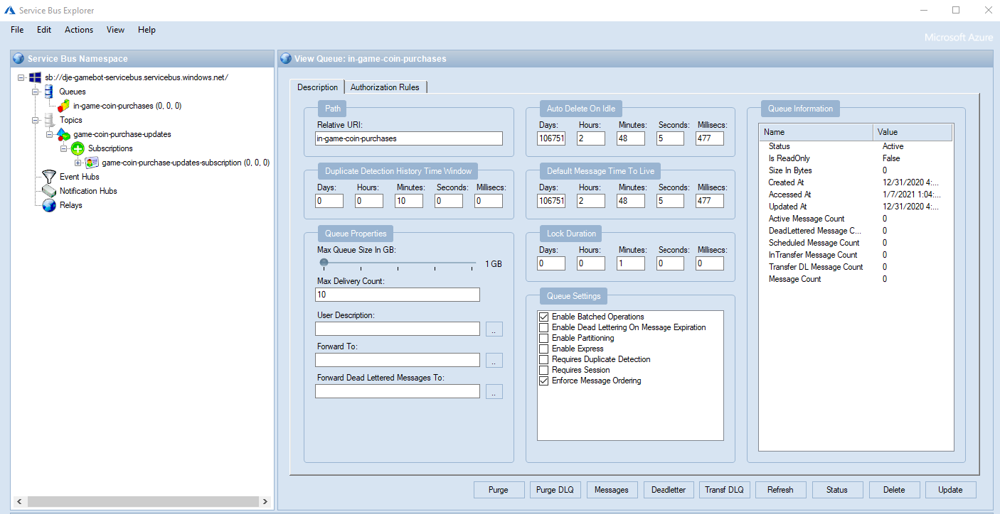 Service Bus Explorer
File Edit Actions View Help
Microsoft Azure
Service Bus Namespace
sb://dje-gamebot-servicebus.servicebus.windows.net/
Queues
in-game-coin-purchases (0, 0, 0)
Topics
game-coin-purchase-updates
Subscriptions
game-coin-purchase-updates-subscription (0, 0, 0)
Event Hubs
Notification Hubs
Relays
View Queue: in-game-coin-purchases
Description Authorization Rules
Path
Relative URI:
in-game-coin-purchases
Duplicate Detection History Time Window
Days: Hours: Minutes: Seconds: Millisecs:
0 0 10 0 0
Queue Properties
Max Queue Size In GB:
1 GB
Max Delivery Count:
10
User Description:
..
Forward To:
..
Forward Dead Lettered Messages To:
..
Auto Delete On Idle
Days: Hours: Minutes: Seconds: Millisecs:
106751 2 48 5 477
Default Message Time To Live
Days: Hours: Minutes: Seconds: Millisecs:
106751 2 48 5 477
Lock Duration
Days: Hours: Minutes: Seconds: Millisecs:
0 0 1 0 0
Queue Settings
Enable Batched Operations
Enable Dead Lettering On Message Expiration
Enable Partitioning
Enable Express
Requires Duplicate Detection
Requires Session
Enforce Message Ordering
Queue Information
Name Value
Status Active
Is ReadOnly False
Size In Bytes 0
Created At 12/31/2020 4:...
Accessed At 1/7/2021 1:04:...
Updated At 12/31/2020 4:...
Active Message Count 0
DeadLettered Message C... 0
Scheduled Message Count 0
InTransfer Message Count 0
Transfer DL Message Count 0
Message Count 0
Purge Purge DLQ Messages Deadletter Transf DLQ Refresh Status Delete Update